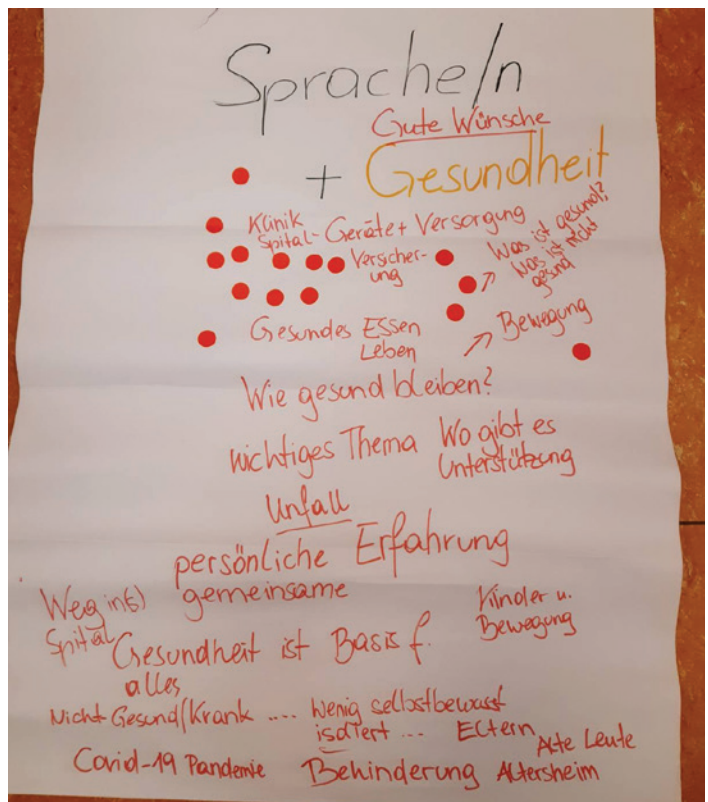 Sprache/n
Gute Wünsche
+ Gesundheit
Klinik
Spital- Geräte + Versorgung
Versicher-
ung
Was ist gesund?
Was ist nicht
gesund
Gesundes Essen
Leben
Bewegung
Wie gesund bleiben?
wichtiges Thema
Wo gibt es
Unterstützung
Unfall
persönliche Erfahrung
gemeinsame
Weg in(s)
Spital
Kinder u.
Bewegung
Gesundheit ist Basis f.
alles
Nicht Gesund/Krank .... wenig selbstbewusst
isoliert ... Eltern
Alte Leute
Covid-19 Pandemie Behinderung Altersheim